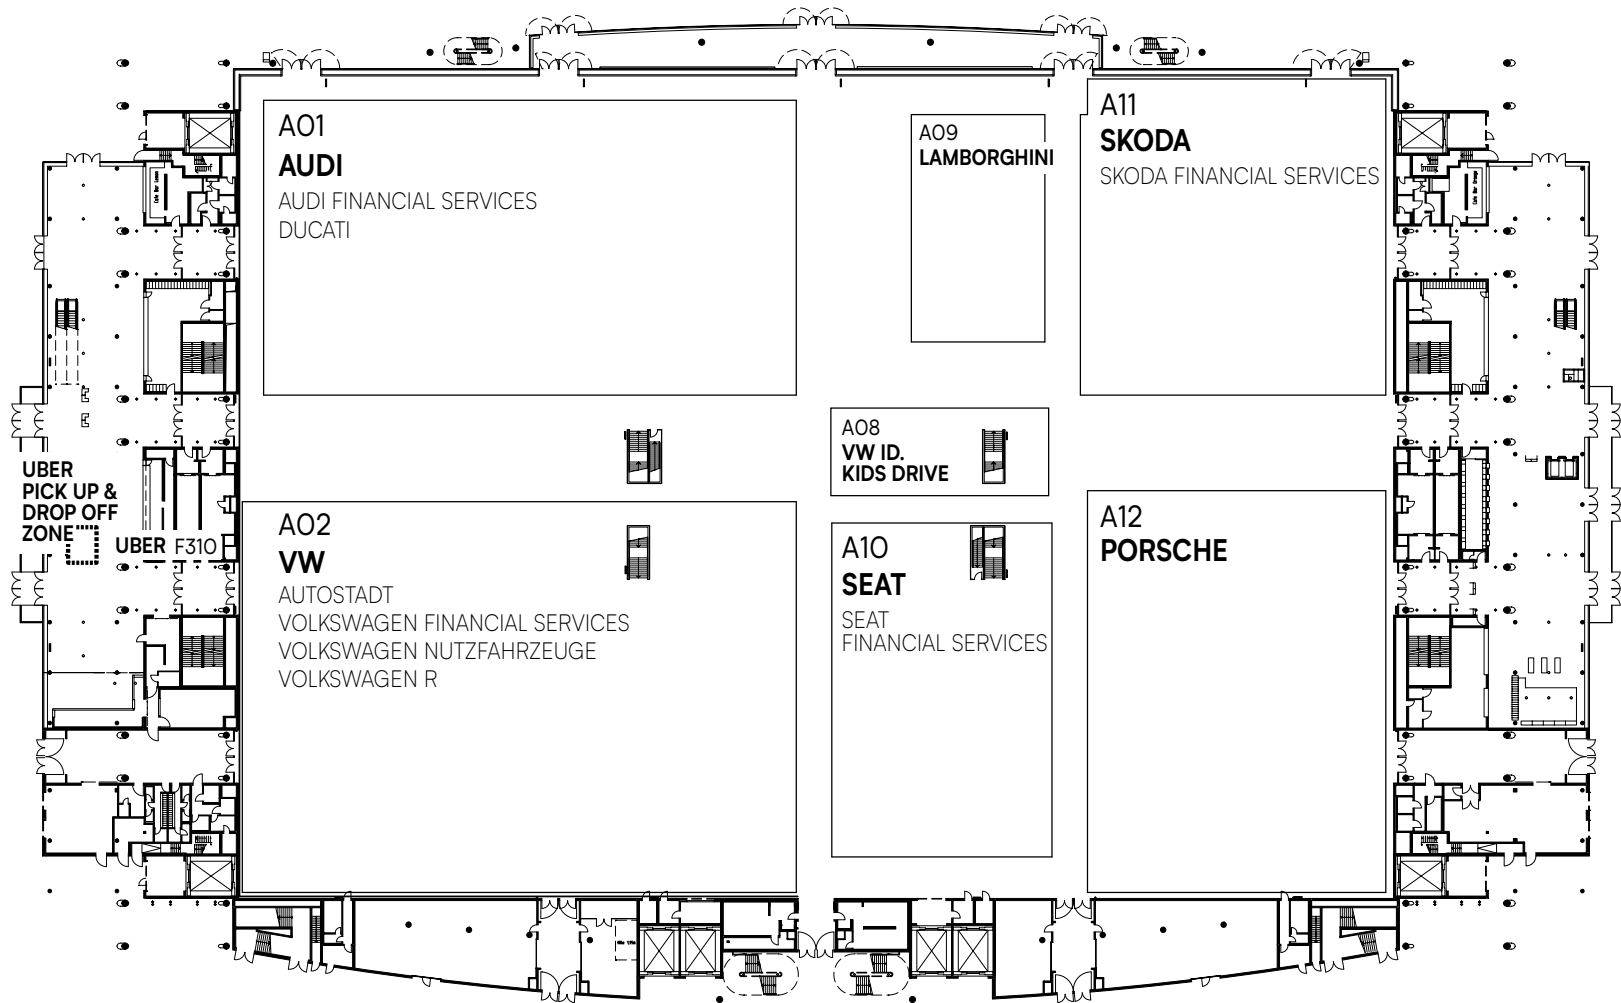 A01
AUDI
AUDI FINANCIAL SERVICES
DUCATI
A09
LAMBORGHINI
A11
SKODA
SKODA FINANCIAL SERVICES
A08
VW ID.
KIDS DRIVE
UBER
PICK UP &
DROP OFF
ZONE
UBER F310
A02
VW
AUTOSTADT
VOLKSWAGEN FINANCIAL SERVICES
VOLKSWAGEN NUTZFAHRZEUGE
VOLKSWAGEN R
A10
SEAT
SEAT
FINANCIAL SERVICES
A12
PORSCHE